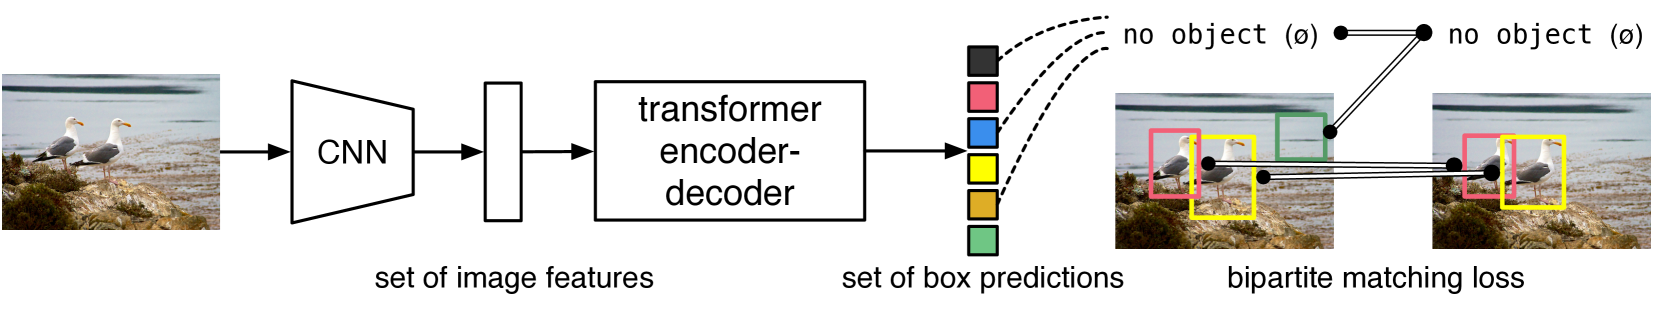 no object (ø)
no object (ø)
CNN
transformer
encoder-
decoder
set of image features
set of box predictions
bipartite matching loss